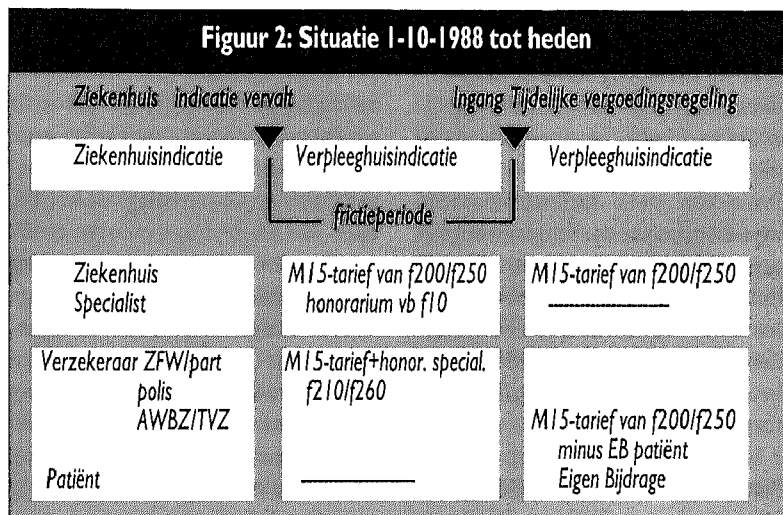 Figuur 2: Situatie 1-10-1988 tot heden
Ziekenhuis indicatie vervalt
Ingang Tijdelijke vergoedingsregeling
Ziekenhuisindicatie
Verpleeghuisindicatie
Verpleeghuisindicatie
frictieperiode
Ziekenhuis
Specialist
M15-tarief van f200/f250
honorarium vb f10
M15-tarief van f200/f250
Verzekeraar ZFW/part
polis
AWBZ/TVZ
Patiënt
M15-tarief+honor. special.
f210/f260
M15-tarief van f200/f250
minus EB patiënt
Eigen Bijdrage